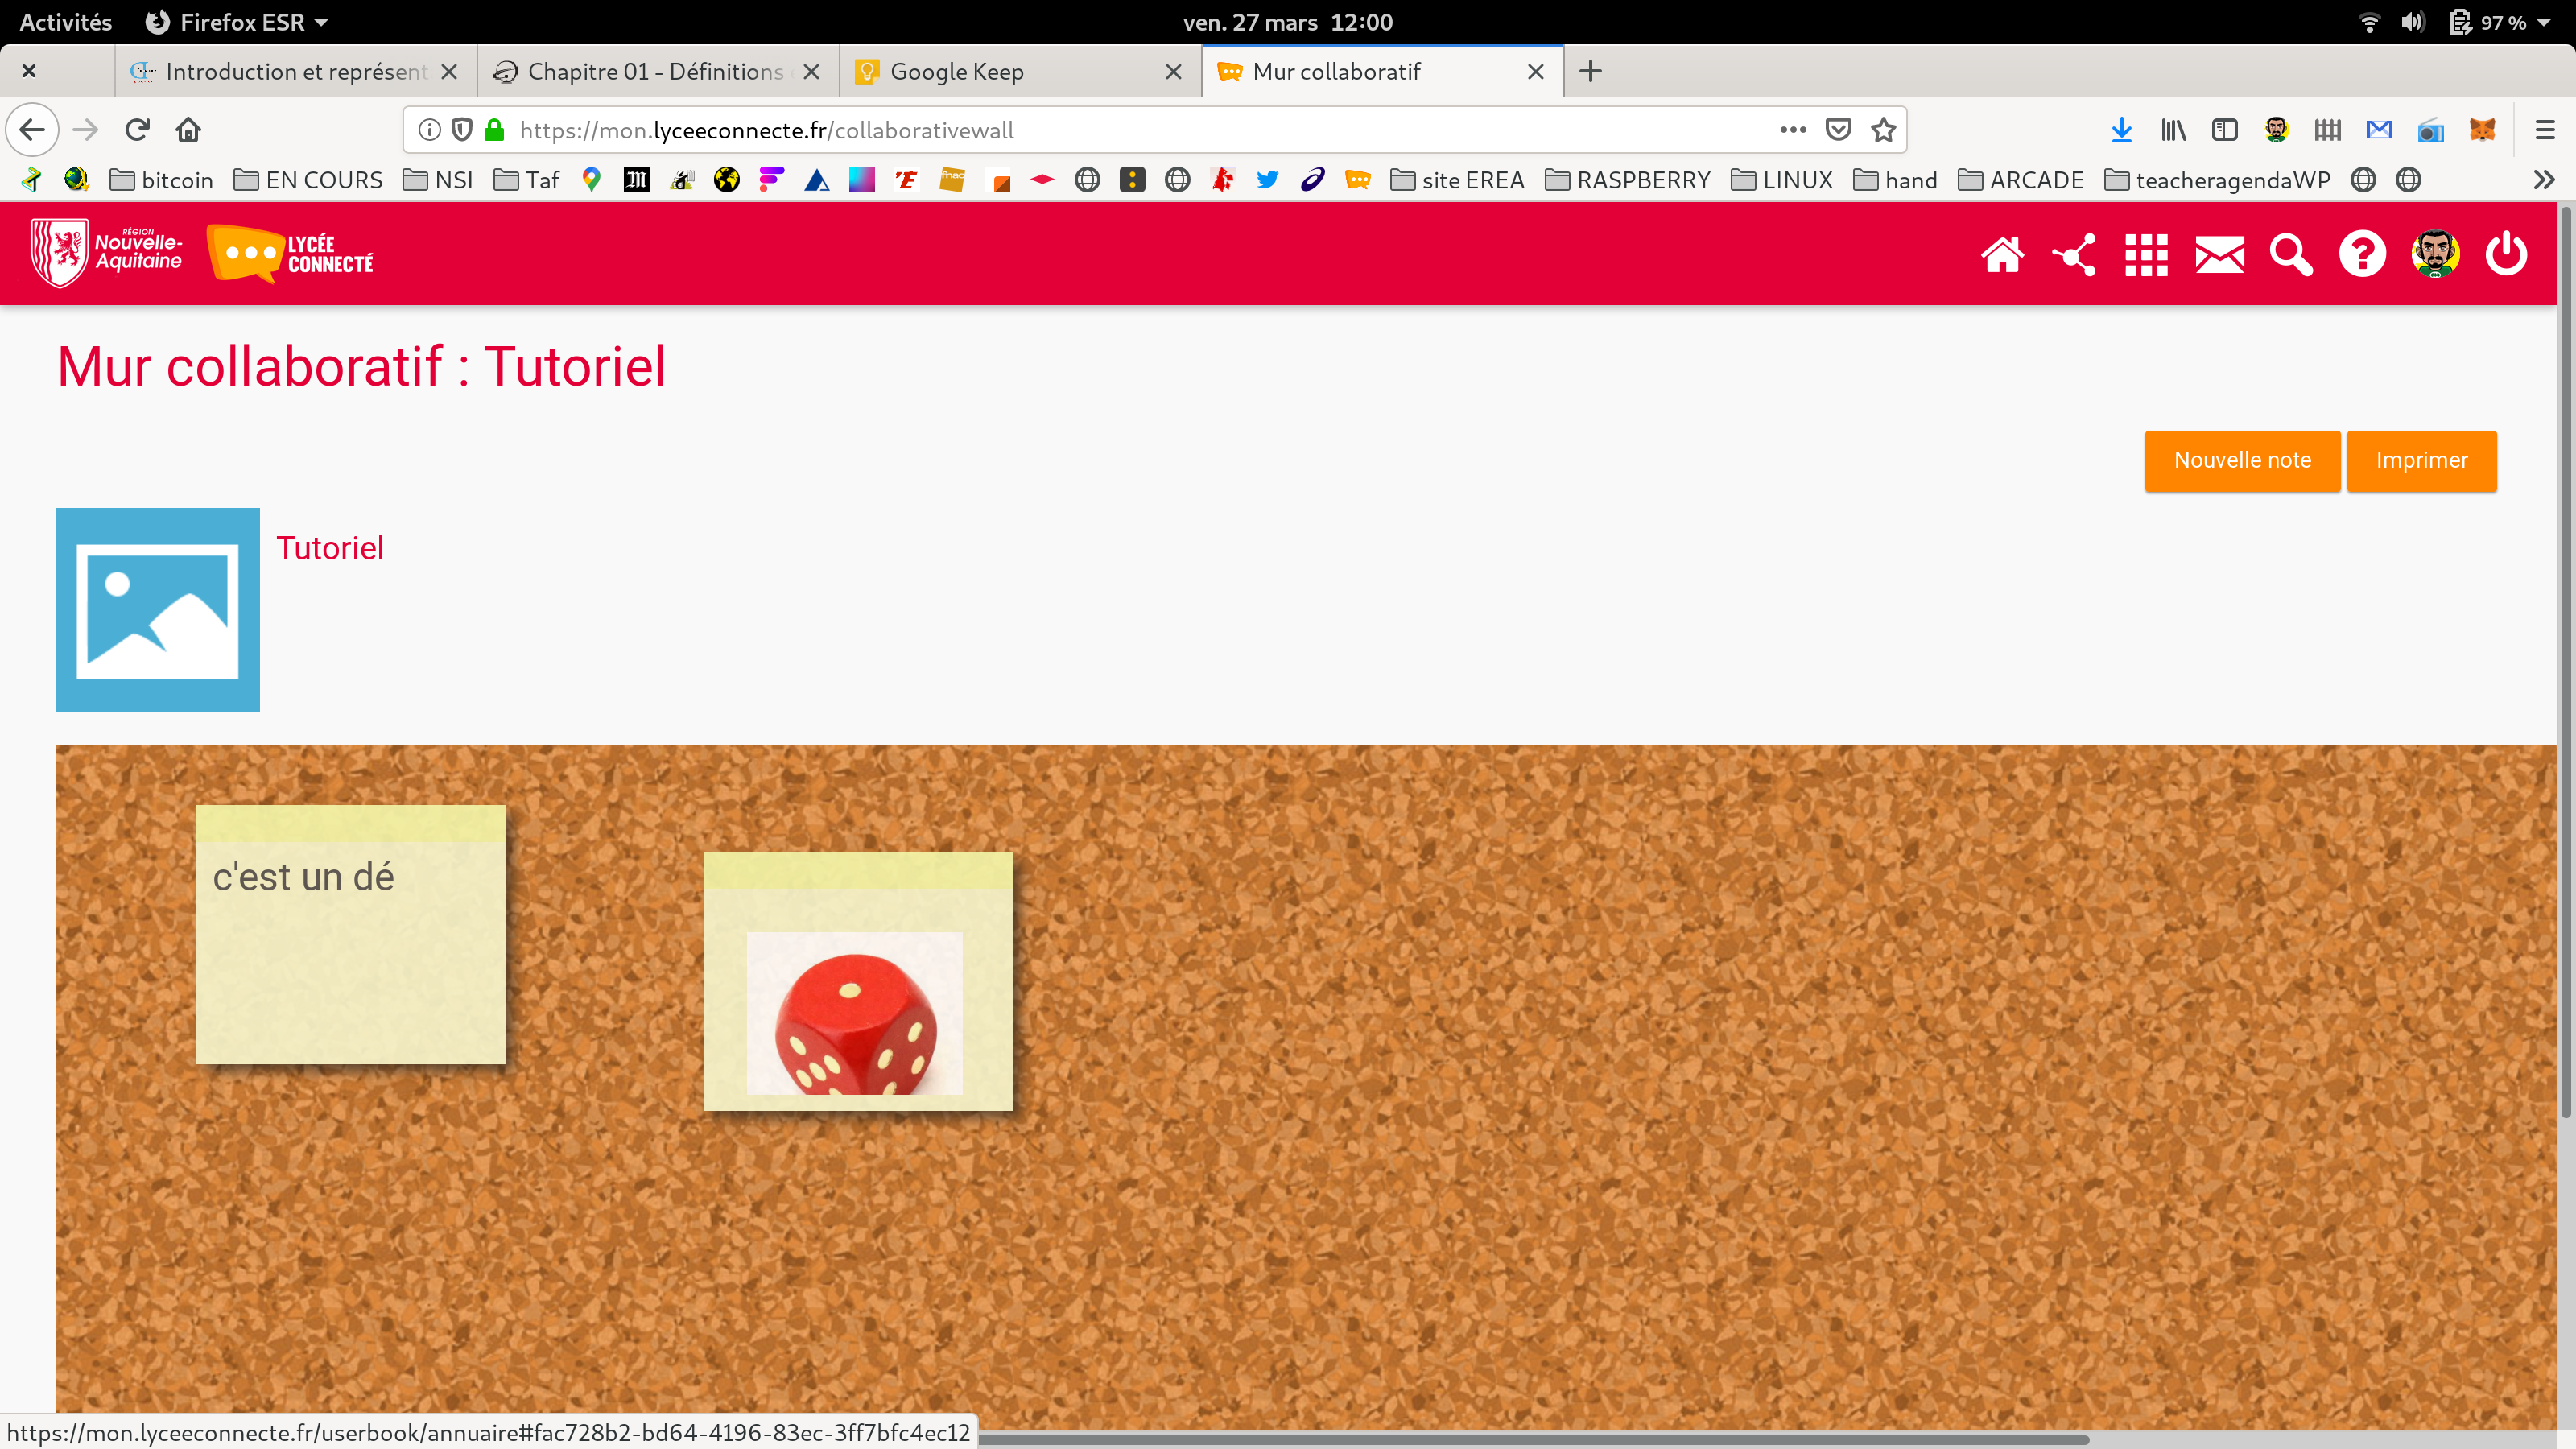 Activités Firefox ESR ven. 27 mars 12:00 97 %
Introduction et représent Chapitre 01 - Définitions Google Keep Mur collaboratif
https://mon.lyceeconnecte.fr/collaborativewall
bitcoin EN COURS NSI Taf fnac site EREA RASPBERRY LINUX hand ARCADE teacheragendaWP
RÉGION
Nouvelle-
Aquitaine
LYCÉE
CONNECTÉ
Mur collaboratif : Tutoriel
Nouvelle note Imprimer
Tutoriel
c'est un dé
https://mon.lyceeconnecte.fr/userbook/annuaire#fac728b2-bd64-4196-83ec-3ff7bfc4ec12